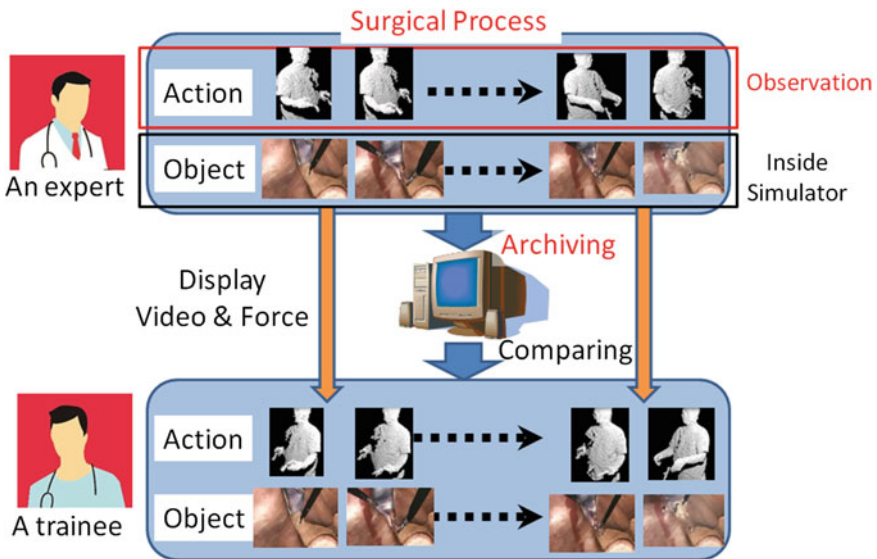 Surgical Process
Action
Observation
Object
An expert
Inside
Simulator
Archiving
Display
Video & Force
Comparing
Action
Object
A trainee